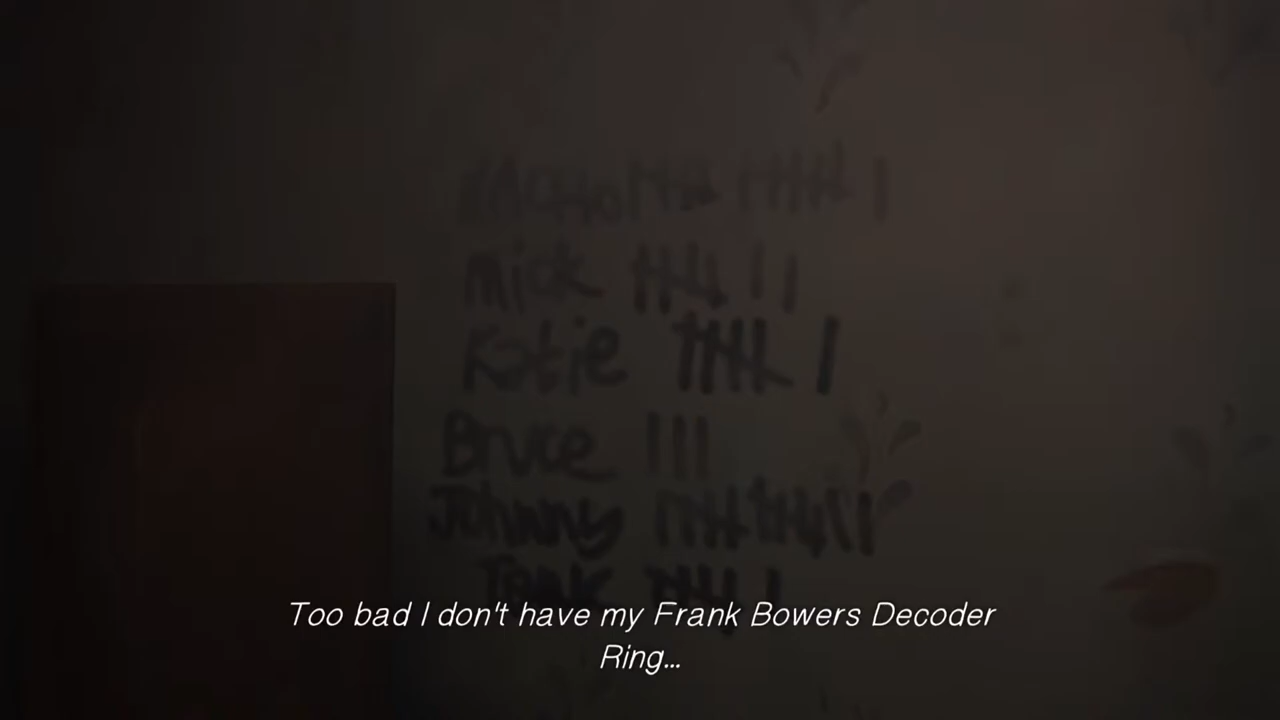 Mick |||| ||
Katie |||| |
Bruce |||
Johnny
Too bad I don't have my Frank Bowers Decoder
Ring...